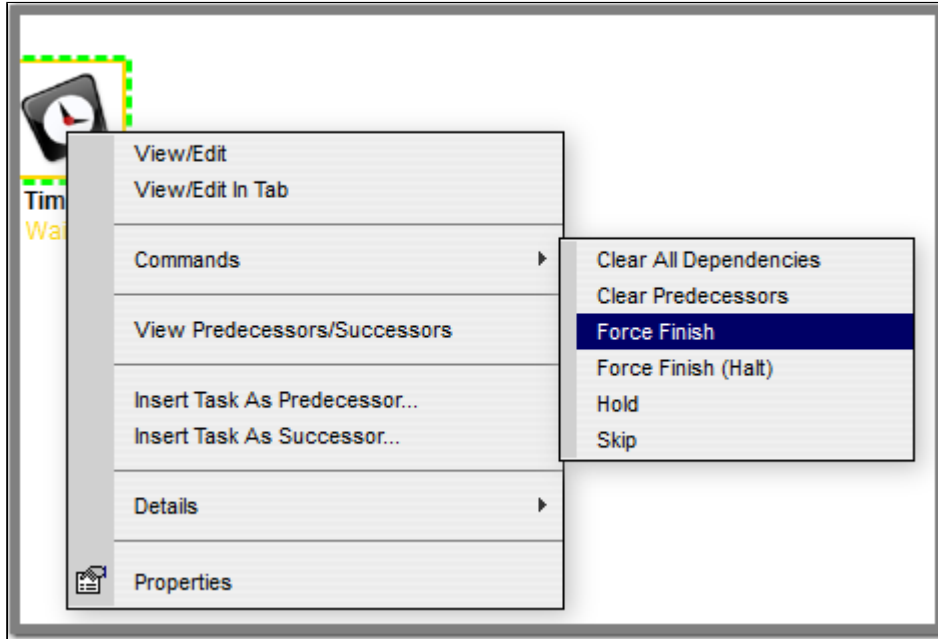 View/Edit
View/Edit In Tab
Tim
Wai
Commands
View Predecessors/Successors
Insert Task As Predecessor...
Insert Task As Successor...
Details
Properties
Clear All Dependencies
Clear Predecessors
Force Finish
Force Finish (Halt)
Hold
Skip